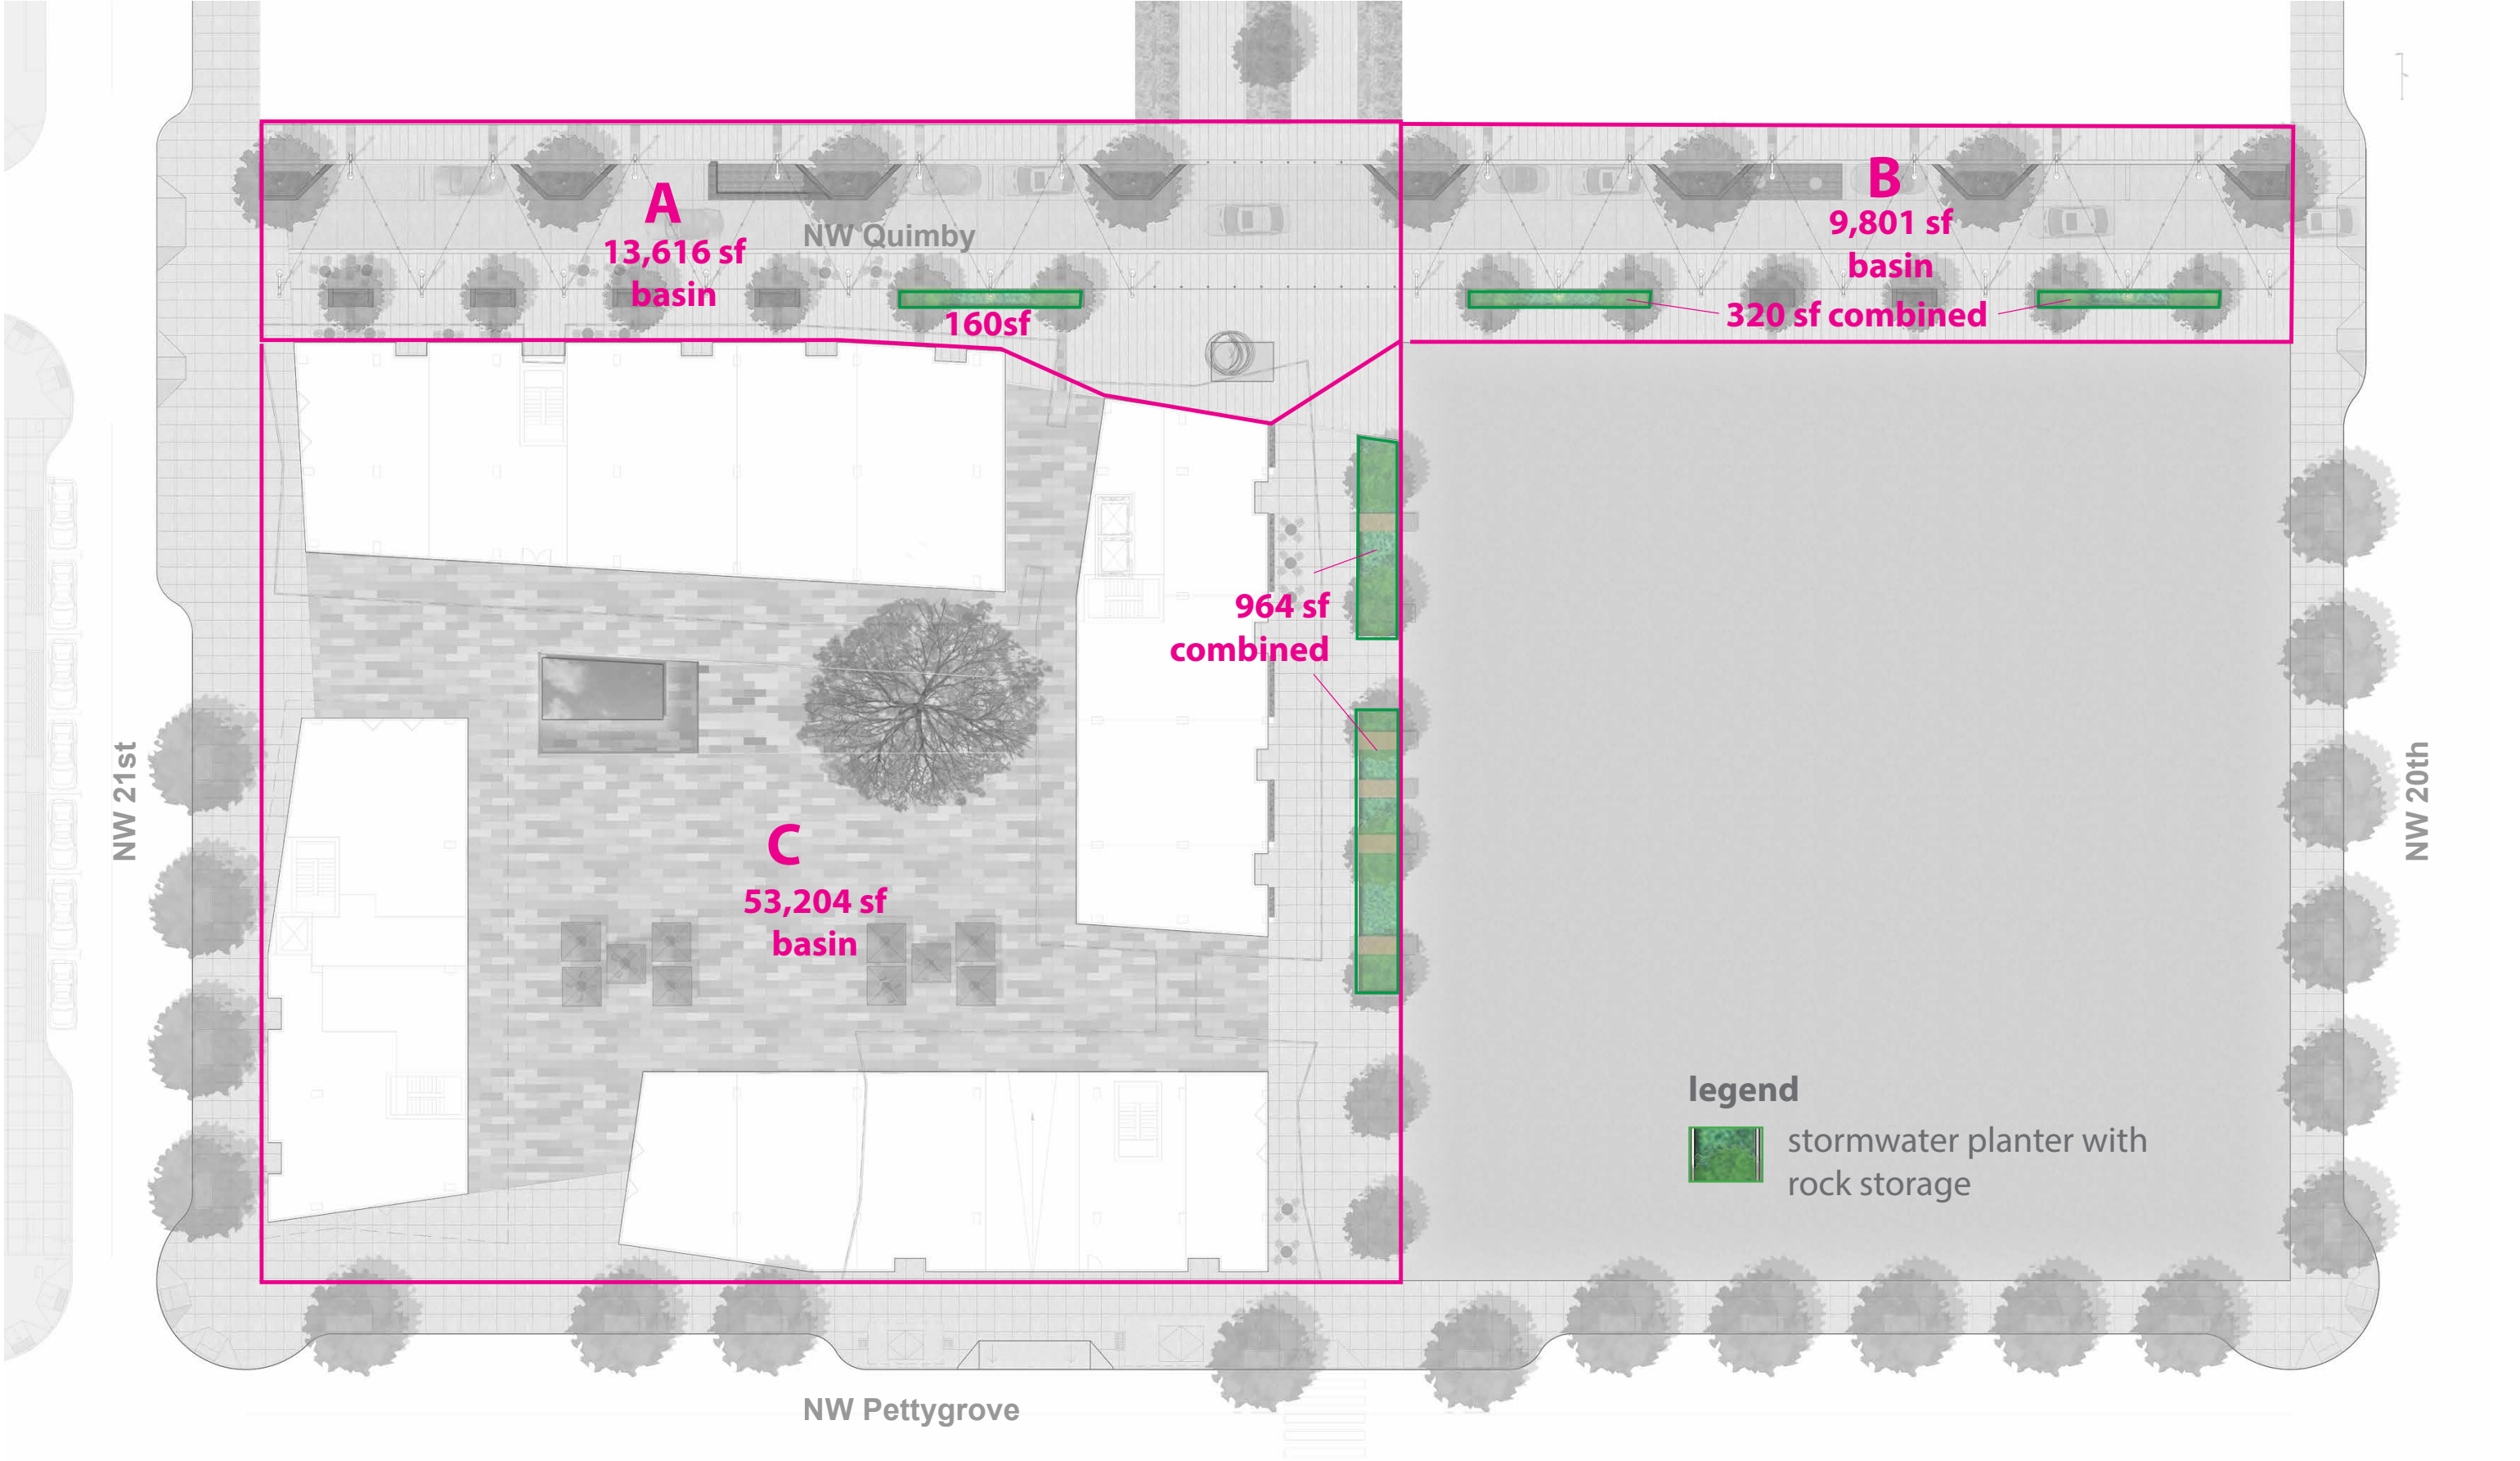 A
13,616 sf
basin
NW Quimby
160sf
B
9,801 sf
basin
320 sf combined
964 sf
combined
C
53,204 sf
basin
NW 21st
NW 20th
legend
stormwater planter with
rock storage
NW Pettygrove